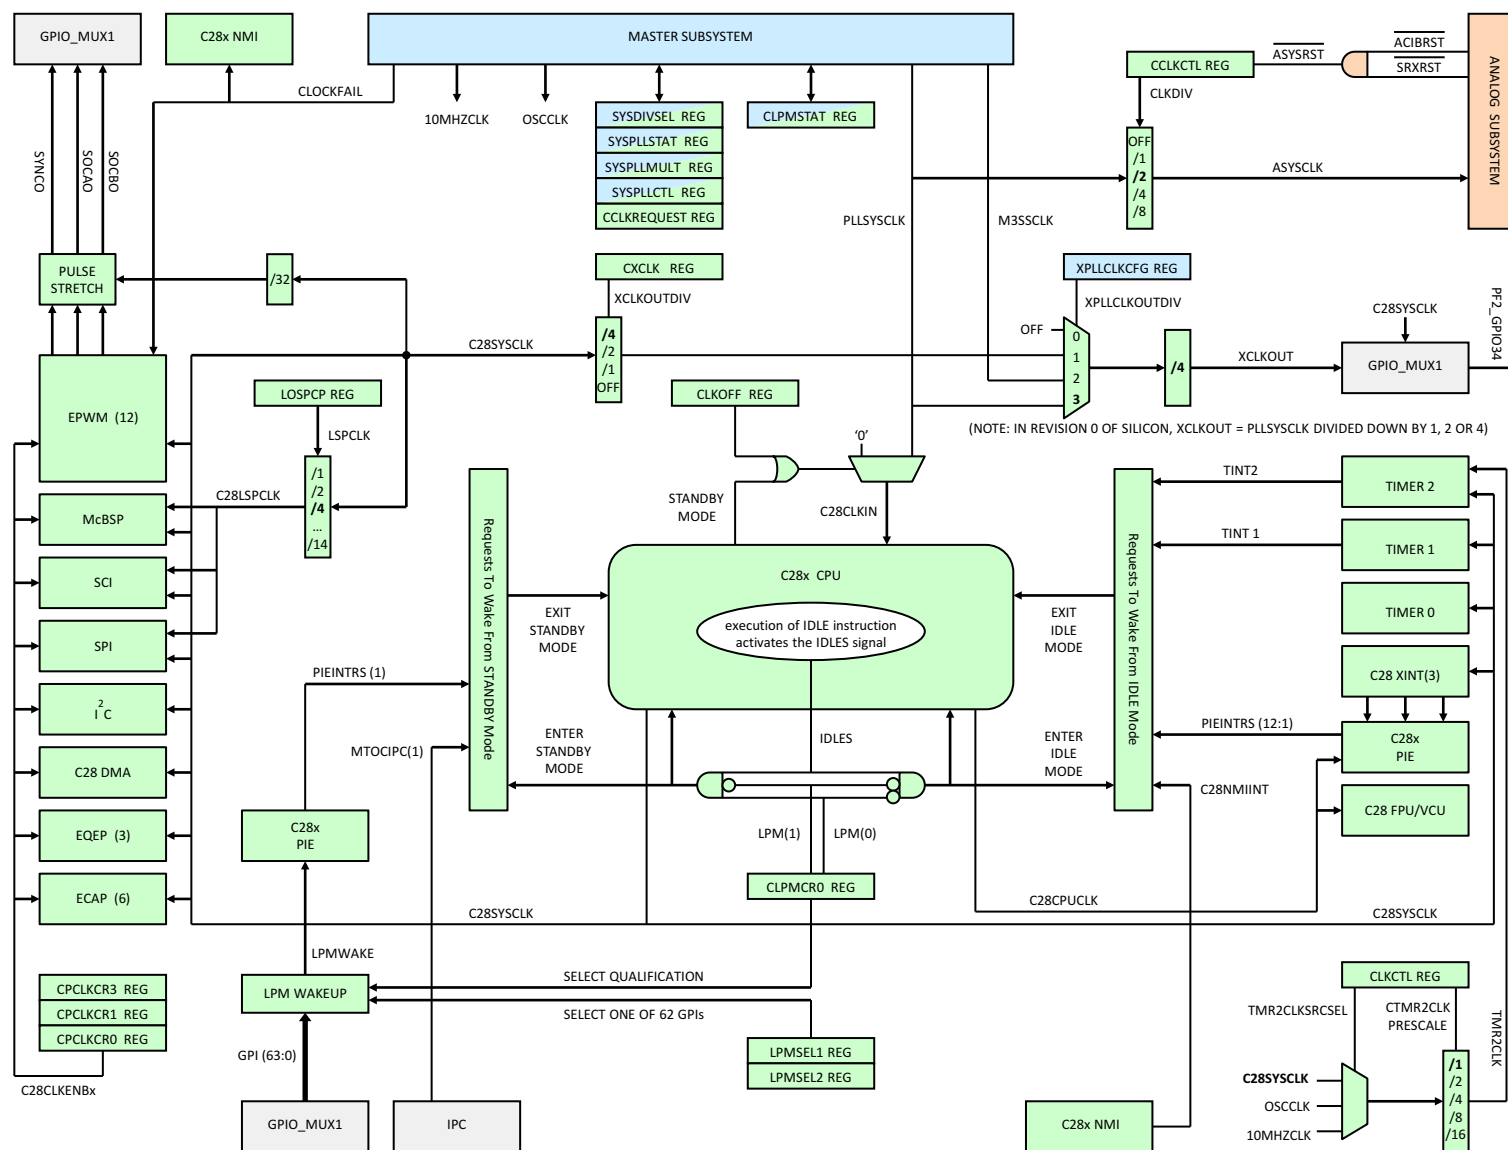 GPIO_MUX1
C28x NMI
MASTER SUBSYSTEM
ACIBRST
ASYSRST
SRXRST
CCLKCTL REG
ANALOG SUBSYSTEM
CLOCKFAIL
CLKDIV
10MHZCLK
OSCCLK
SYSDIVSEL REG
SYSPLLSTAT REG
SYSPLLMULT REG
SYSPLLCTL REG
CCLKREQUEST REG
CLPMSTAT REG
OFF
/1
/2
/4
/8
ASYSCLK
SYNCO
SOCAO
SOCBO
PLLSYSCLK
M3SSCLK
PULSE
STRETCH
/32
CXCLK REG
XCLKOUTDIV
XPLLCLKCFG REG
XPLLCLKOUTDIV
C28SYSCLK
PF2_GPIO34
C28SYSCLK
/4
/2
/1
OFF
OFF
0
1
2
3
/4
XCLKOUT
GPIO_MUX1
EPWM (12)
LOSPCP REG
LSPCLK
CLKOFF REG
(NOTE: IN REVISION 0 OF SILICON, XCLKOUT = PLLSYSCLK DIVIDED DOWN BY 1, 2 OR 4)
‘0’
/1
/2
/4
...
/14
C28LSPCLK
McBSP
SCI
SPI
I2C
C28 DMA
EQEP (3)
ECAP (6)
STANDBY
MODE
C28CLKIN
Requests To Wake From STANDBY Mode
Requests To Wake From IDLE Mode
TINT2
TIMER 2
TINT 1
TIMER 1
TIMER 0
C28x CPU
execution of IDLE instruction
activates the IDLES signal
EXIT
STANDBY
MODE
EXIT
IDLE
MODE
C28 XINT(3)
PIEINTRS (1)
PIEINTRS (12:1)
C28x
PIE
MTOCIPC(1)
ENTER
STANDBY
MODE
IDLES
ENTER
IDLE
MODE
C28NMIINT
C28 FPU/VCU
C28x
PIE
LPM(1)
LPM(0)
CLPMCR0 REG
C28CPUCLK
C28SYSCLK
C28SYSCLK
LPMWAKE
SELECT QUALIFICATION
LPM WAKEUP
SELECT ONE OF 62 GPIs
CPCLKCR3 REG
CPCLKCR1 REG
CPCLKCR0 REG
C28CLKENBx
GPI (63:0)
LPMSEL1 REG
LPMSEL2 REG
GPIO_MUX1
IPC
C28x NMI
CLKCTL REG
TMR2CLKSRCSEL
CTMR2CLK
PRESCALE
TMR2CLK
C28SYSCLK
OSCCLK
10MHZCLK
/1
/2
/4
/8
/16